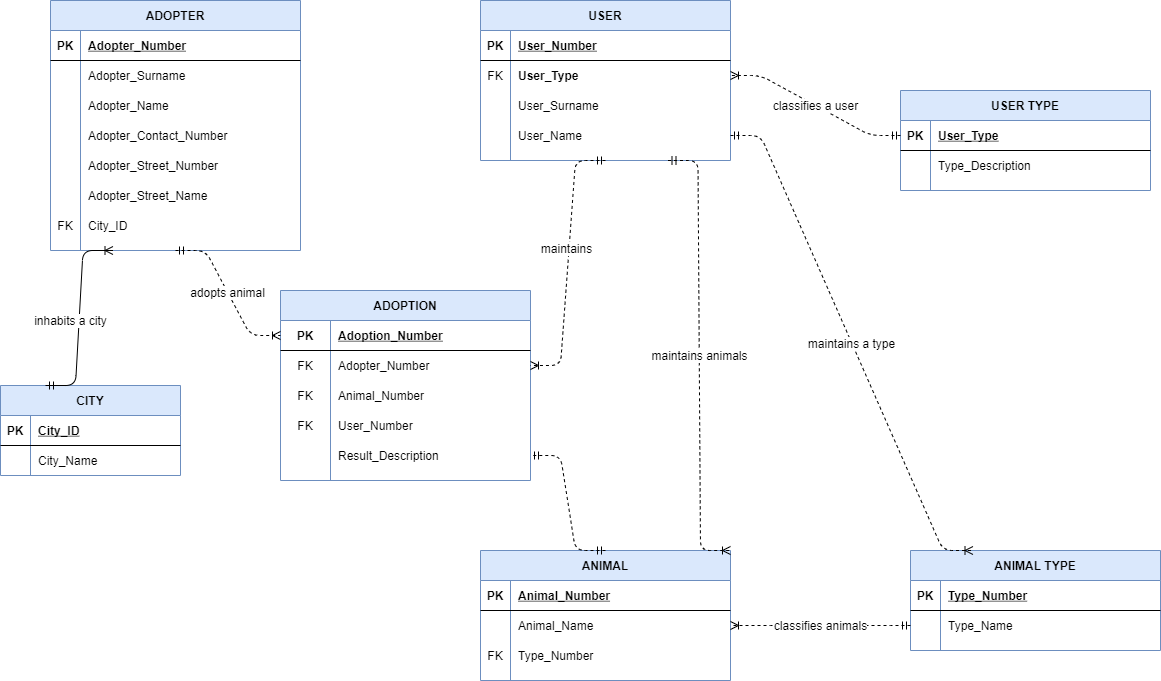 ADOPTER
PK Adopter_Number
Adopter_Surname
Adopter_Name
Adopter_Contact_Number
Adopter_Street_Number
Adopter_Street_Name
FK City_ID
USER
PK User_Number
FK User_Type
User_Surname
User_Name
classifies a user
USER TYPE
PK User_Type
Type_Description
maintains
adopts animal
inhabits a city
ADOPTION
PK Adoption_Number
FK Adopter_Number
FK Animal_Number
FK User_Number
Result_Description
maintains animals
maintains a type
CITY
PK City_ID
City_Name
ANIMAL
PK Animal_Number
Animal_Name
FK Type_Number
classifies animals
ANIMAL TYPE
PK Type_Number
Type_Name